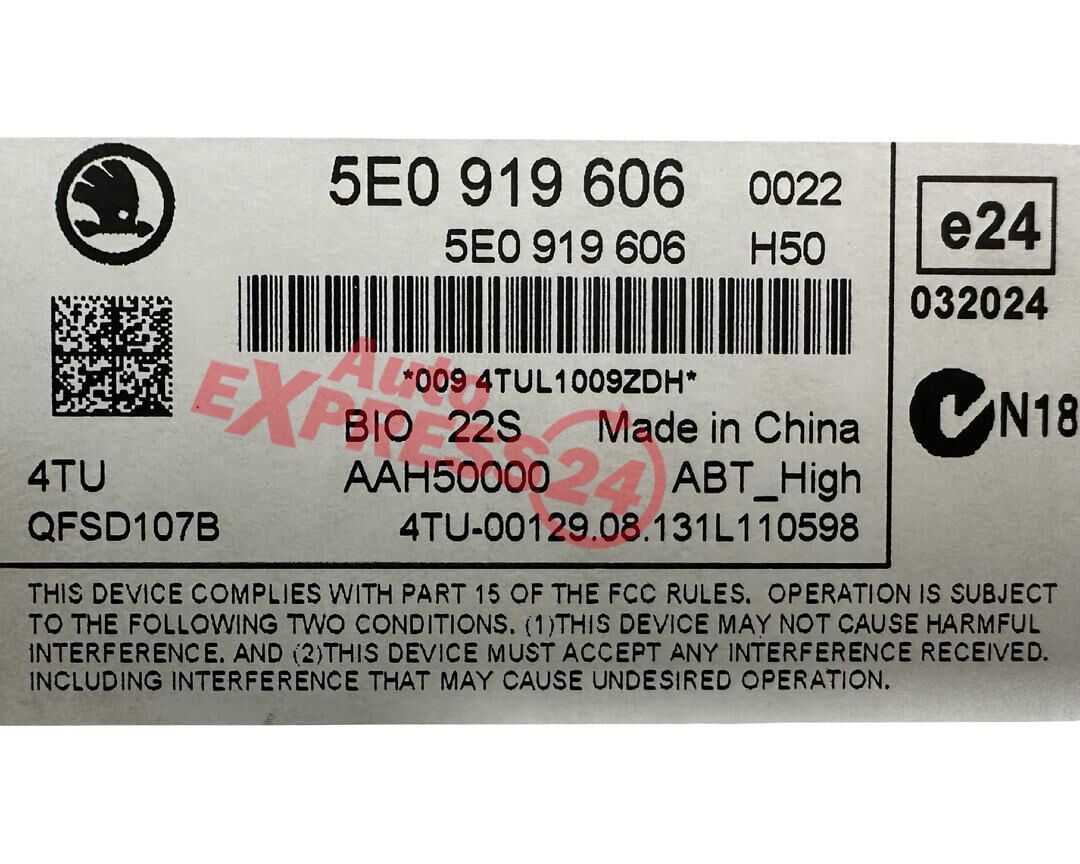 5E0 919 606 0022
5E0 919 606 H50
e24
032024
*009 4TUL1009ZDH*
N18
BIO 22S Made in China
4TU AAH50000 ABT_High
QFSD107B 4TU-00129.08.131L110598
Auto
EXPRESS24
THIS DEVICE COMPLIES WITH PART 15 OF THE FCC RULES. OPERATION IS SUBJECT
TO THE FOLLOWING TWO CONDITIONS. (1)THIS DEVICE MAY NOT CAUSE HARMFUL
INTERFERENCE. AND (2)THIS DEVICE MUST ACCEPT ANY INTERFERENCE RECEIVED.
INCLUDING INTERFERENCE THAT MAY CAUSE UNDESIRED OPERATION.